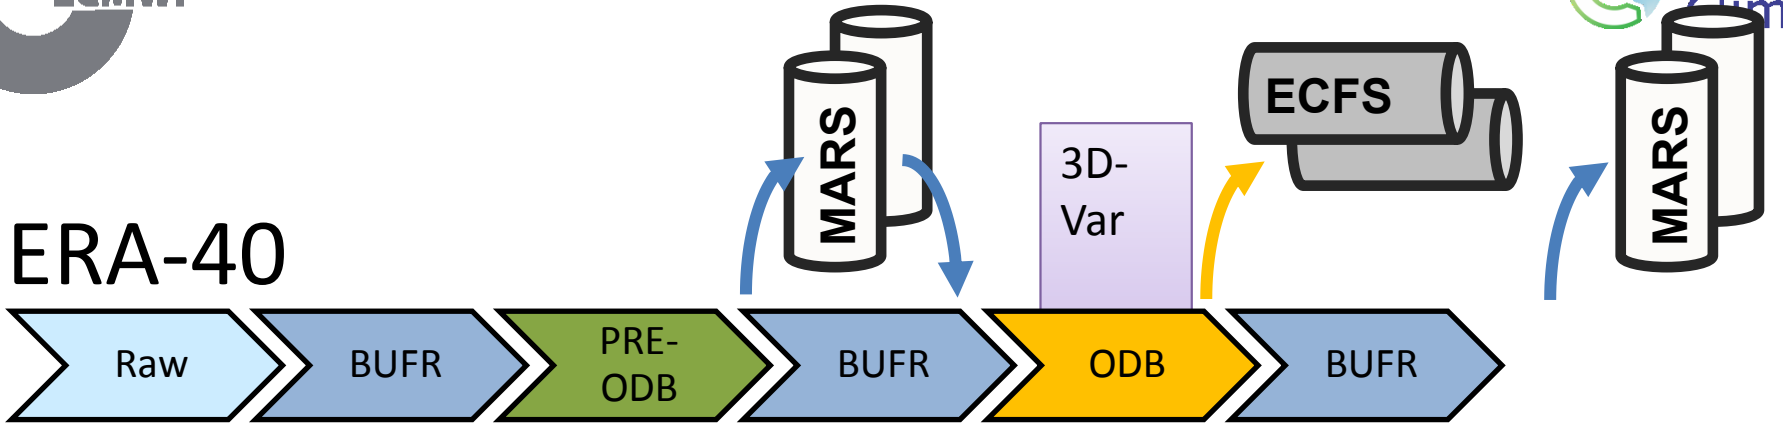 MARS
ECFS
MARS
3D-
Var
ERA-40
Raw
BUFR
PRE-
ODB
BUFR
ODB
BUFR